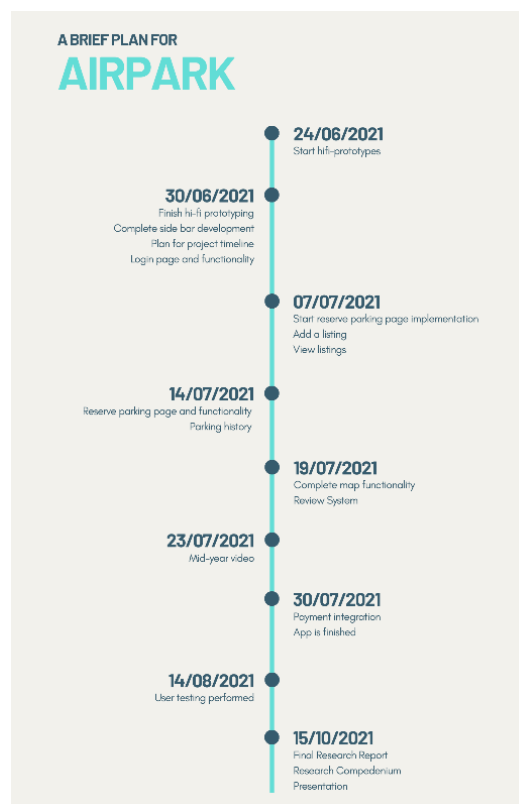 A BRIEF PLAN FOR
AIRPARK
24/06/2021
Start hifi-prototypes
30/06/2021
Finish hi-fi prototyping
Complete side bar development
Plan for project timeline
Login page and functionality
07/07/2021
Start reserve parking page implementation
Add a listing
View listings
14/07/2021
Reserve parking page and functionality
Parking history
19/07/2021
Complete map functionality
Review System
23/07/2021
Mid-year video
30/07/2021
Payment integration
App is finished
14/08/2021
User testing performed
15/10/2021
Final Research Report
Research Compedenium
Presentation